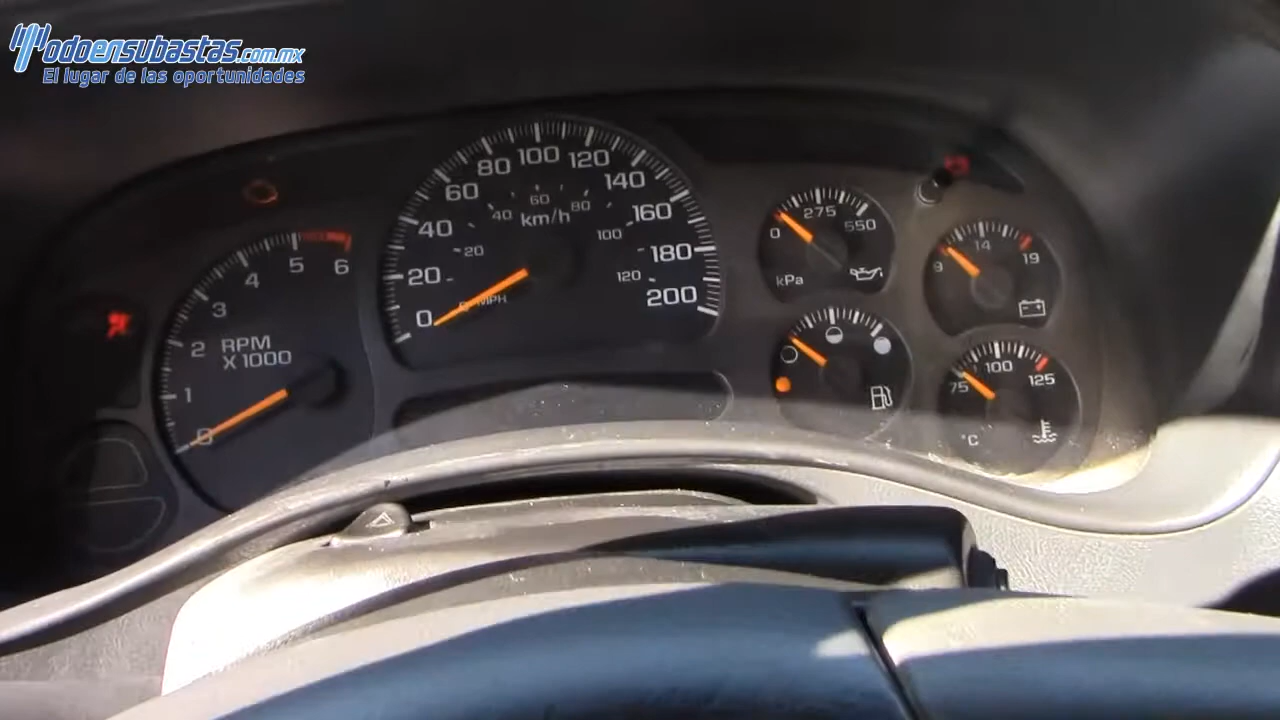 Todoensubastas.com.mx
El lugar de las oportunidades
0 1 2 3 4 5 6
RPM
X 1000
0 20 40 60 80 100 120 140 160 180 200
km/h
20 40 60 80 100 120
MPH
0 275 550
kPa
9 14 19
75 100 125
°C